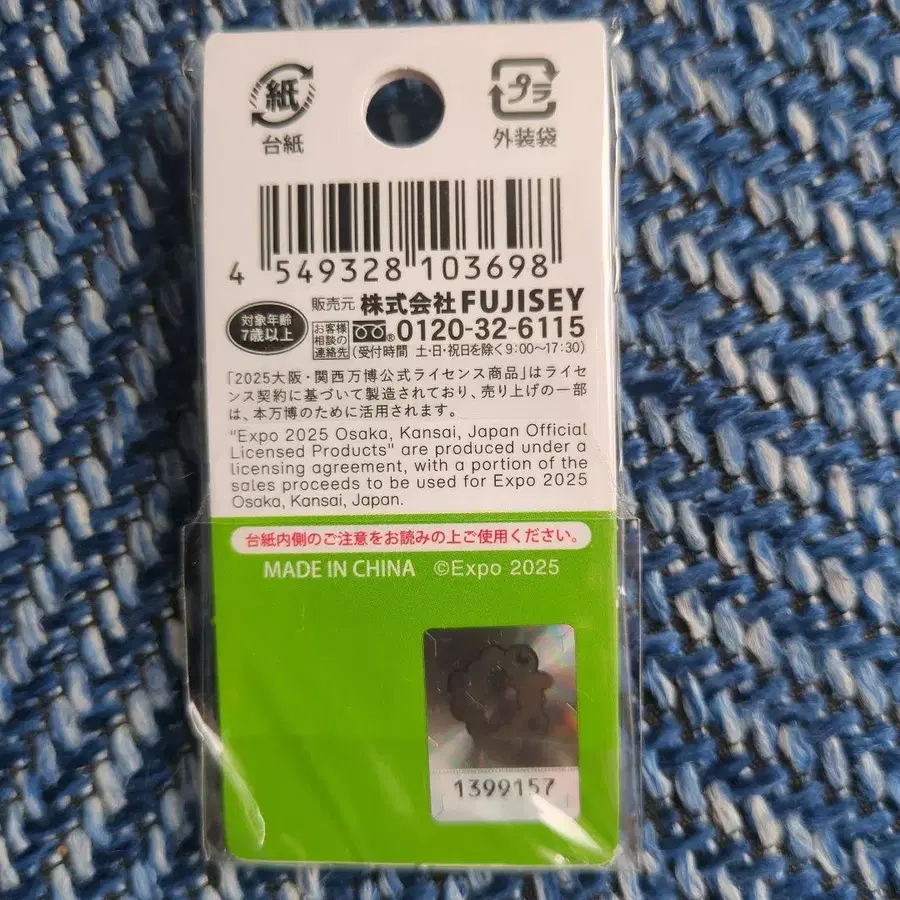 紙 プラ
台紙 外装袋
4 549328 103698
対象年齢
7歳以上
販売元 株式会社 FUJISEY
お客様
相談の
連絡先
0120-32-6115
(受付時間 土・日・祝日を除く9:00〜17:30)
「2025大阪・関西万博公式ライセンス商品」はライセ
ンス契約に基づいて製造されており、売り上げの一部
は、本万博のために活用されます。
"Expo 2025 Osaka, Kansai, Japan Official
Licensed Products" are produced under a
licensing agreement, with a portion of the
sales proceeds to be used for Expo 2025
Osaka, Kansai, Japan.
台紙内側のご注意をお読みの上ご使用ください。
MADE IN CHINA ©Expo 2025
1399157